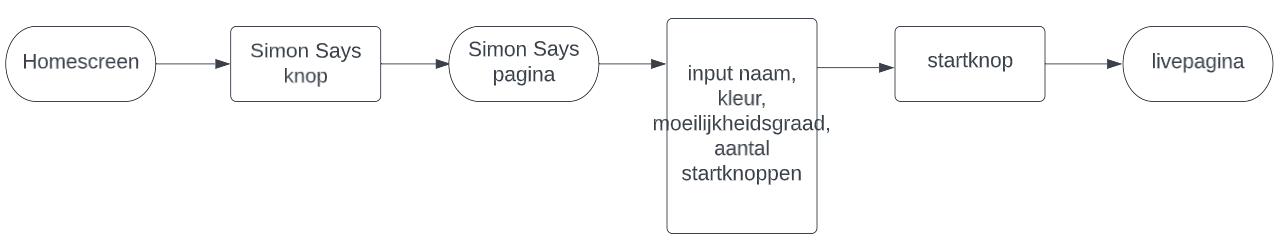 Homescreen
Simon Says
knop
Simon Says
pagina
input naam,
kleur,
moeilijkheidsgraad,
aantal
startknoppen
startknop
livepagina